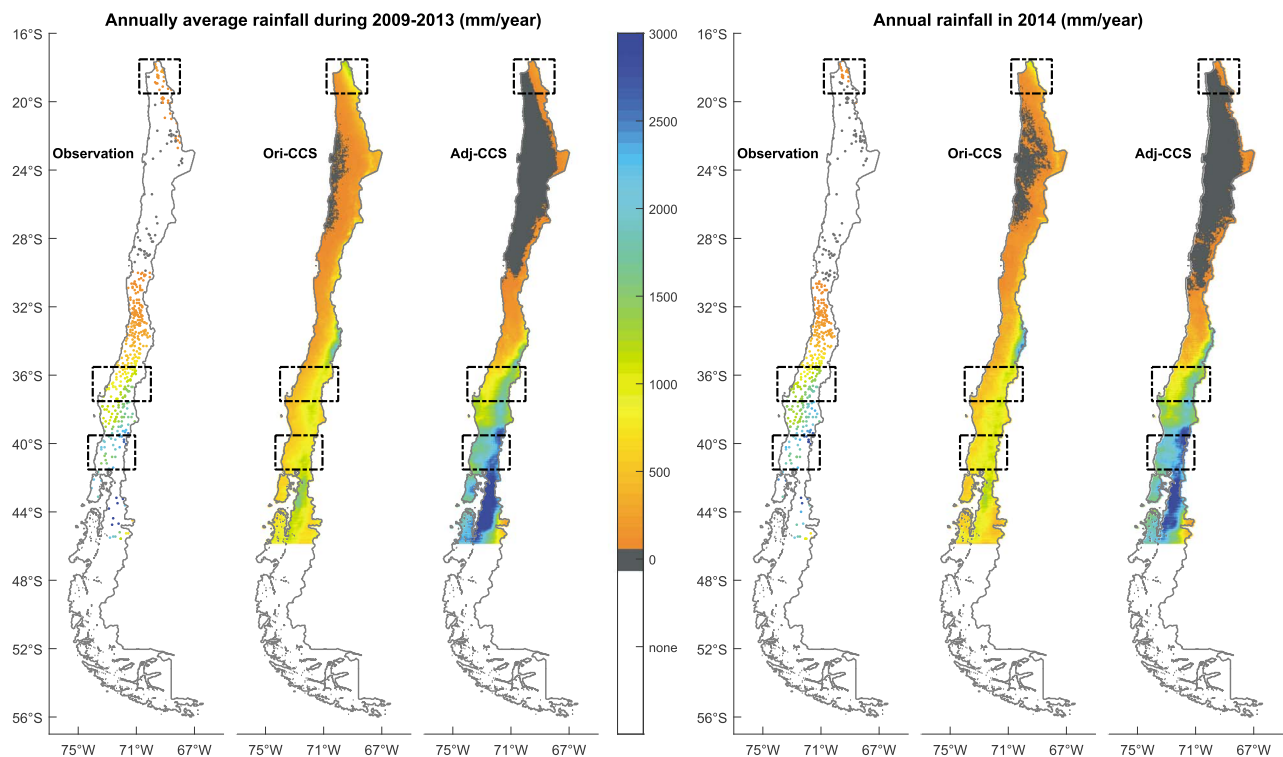 Annually average rainfall during 2009-2013 (mm/year)
Annual rainfall in 2014 (mm/year)
16°S
20°S
24°S
28°S
32°S
36°S
40°S
44°S
48°S
52°S
56°S
Observation
Ori-CCS
Adj-CCS
75°W
71°W
67°W
75°W
71°W
67°W
75°W
71°W
67°W
3000
2500
2000
1500
1000
500
0
none
16°S
20°S
24°S
28°S
32°S
36°S
40°S
44°S
48°S
52°S
56°S
Observation
Ori-CCS
Adj-CCS
75°W
71°W
67°W
75°W
71°W
67°W
75°W
71°W
67°W